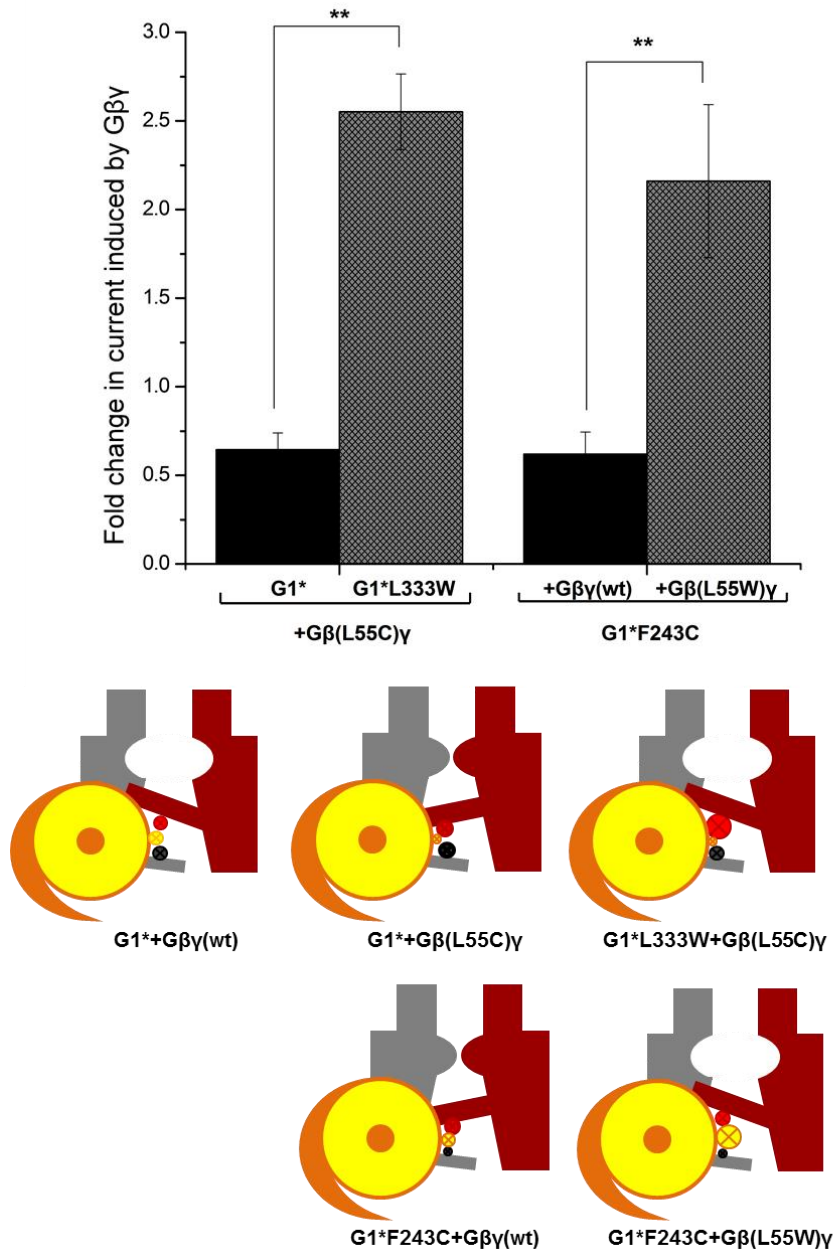 Fold change in current induced by Gβγ
3.0
2.5
2.0
1.5
1.0
0.5
0.0
**
**
G1* G1*L333W +Gβγ(wt) +Gβ(L55W)γ
+Gβ(L55C)γ G1*F243C
G1*+Gβγ(wt) G1*+Gβ(L55C)γ G1*L333W+Gβ(L55C)γ
G1*F243C+Gβγ(wt) G1*F243C+Gβ(L55W)γ